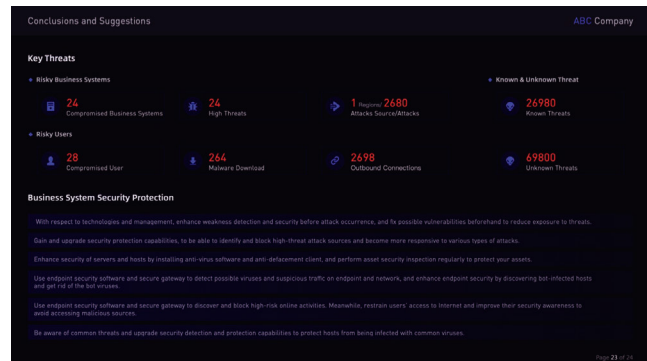 Conclusions and Suggestions
ABC Company
Key Threats
Risky Business Systems
Known & Unknown Threat
24
Compromised Business Systems
24
High Threats
1 Regions/ 2680
Attacks Source/Attacks
26980
Known Threats
Risky Users
28
Compromised User
264
Malware Download
2698
Outbound Connections
69800
Unknown Threats
Business System Security Protection
With respect to technologies and management, enhance weakness detection and security before attack occurrence, and fix possible vulnerabilities beforehand to reduce exposure to threats.
Gain and upgrade security protection capabilities, to be able to identify and block high-threat attack sources and become more responsive to various types of attacks.
Enhance security of servers and hosts by installing anti-virus software and anti-defacement client, and perform asset security inspection regularly to protect your assets.
Use endpoint security software and secure gateway to detect possible viruses and suspicious traffic on endpoint and network, and enhance endpoint security by discovering bot-infected hosts
and get rid of the bot viruses.
Use endpoint security software and secure gateway to discover and block high-risk online activities. Meanwhile, restrain users' access to Internet and improve their security awareness to
avoid accessing malicious sources.
Be aware of common threats and upgrade security detection and protection capabilities to protect hosts from being infected with common viruses.
Page 23 of 24